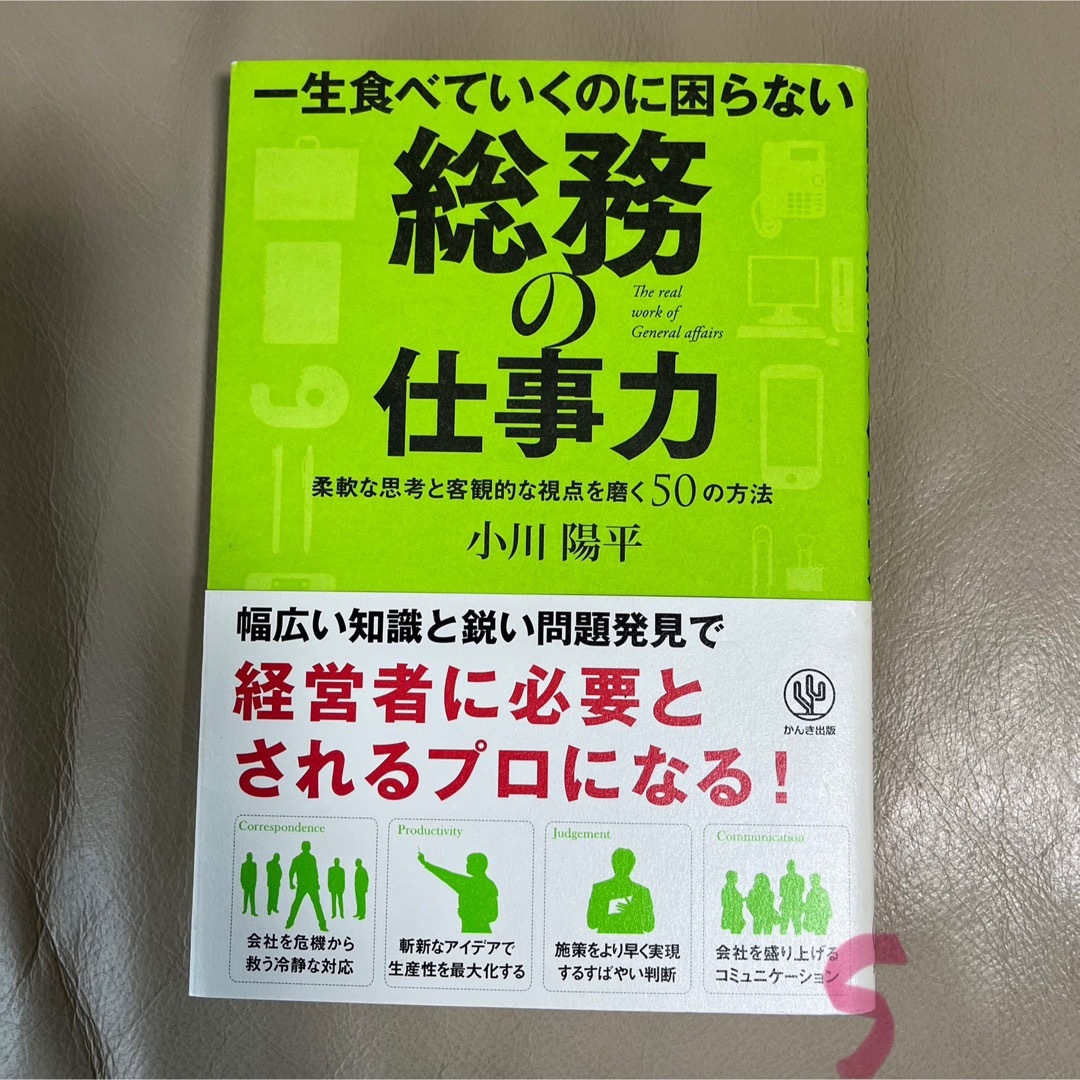 一生食べていくのに困らない
総務
の
The real
work of
General affairs
仕事力
柔軟な思考と客観的な視点を磨く50の方法
小川 陽平
幅広い知識と鋭い問題発見で
経営者に必要と
されるプロになる!
かんき出版
Correspondence
会社を危機から
救う冷静な対応
Productivity
斬新なアイデアで
生産性を最大化する
Judgement
施策をより早く実現
するすばやい判断
Communication
会社を盛り上げる
コミュニケーション
S